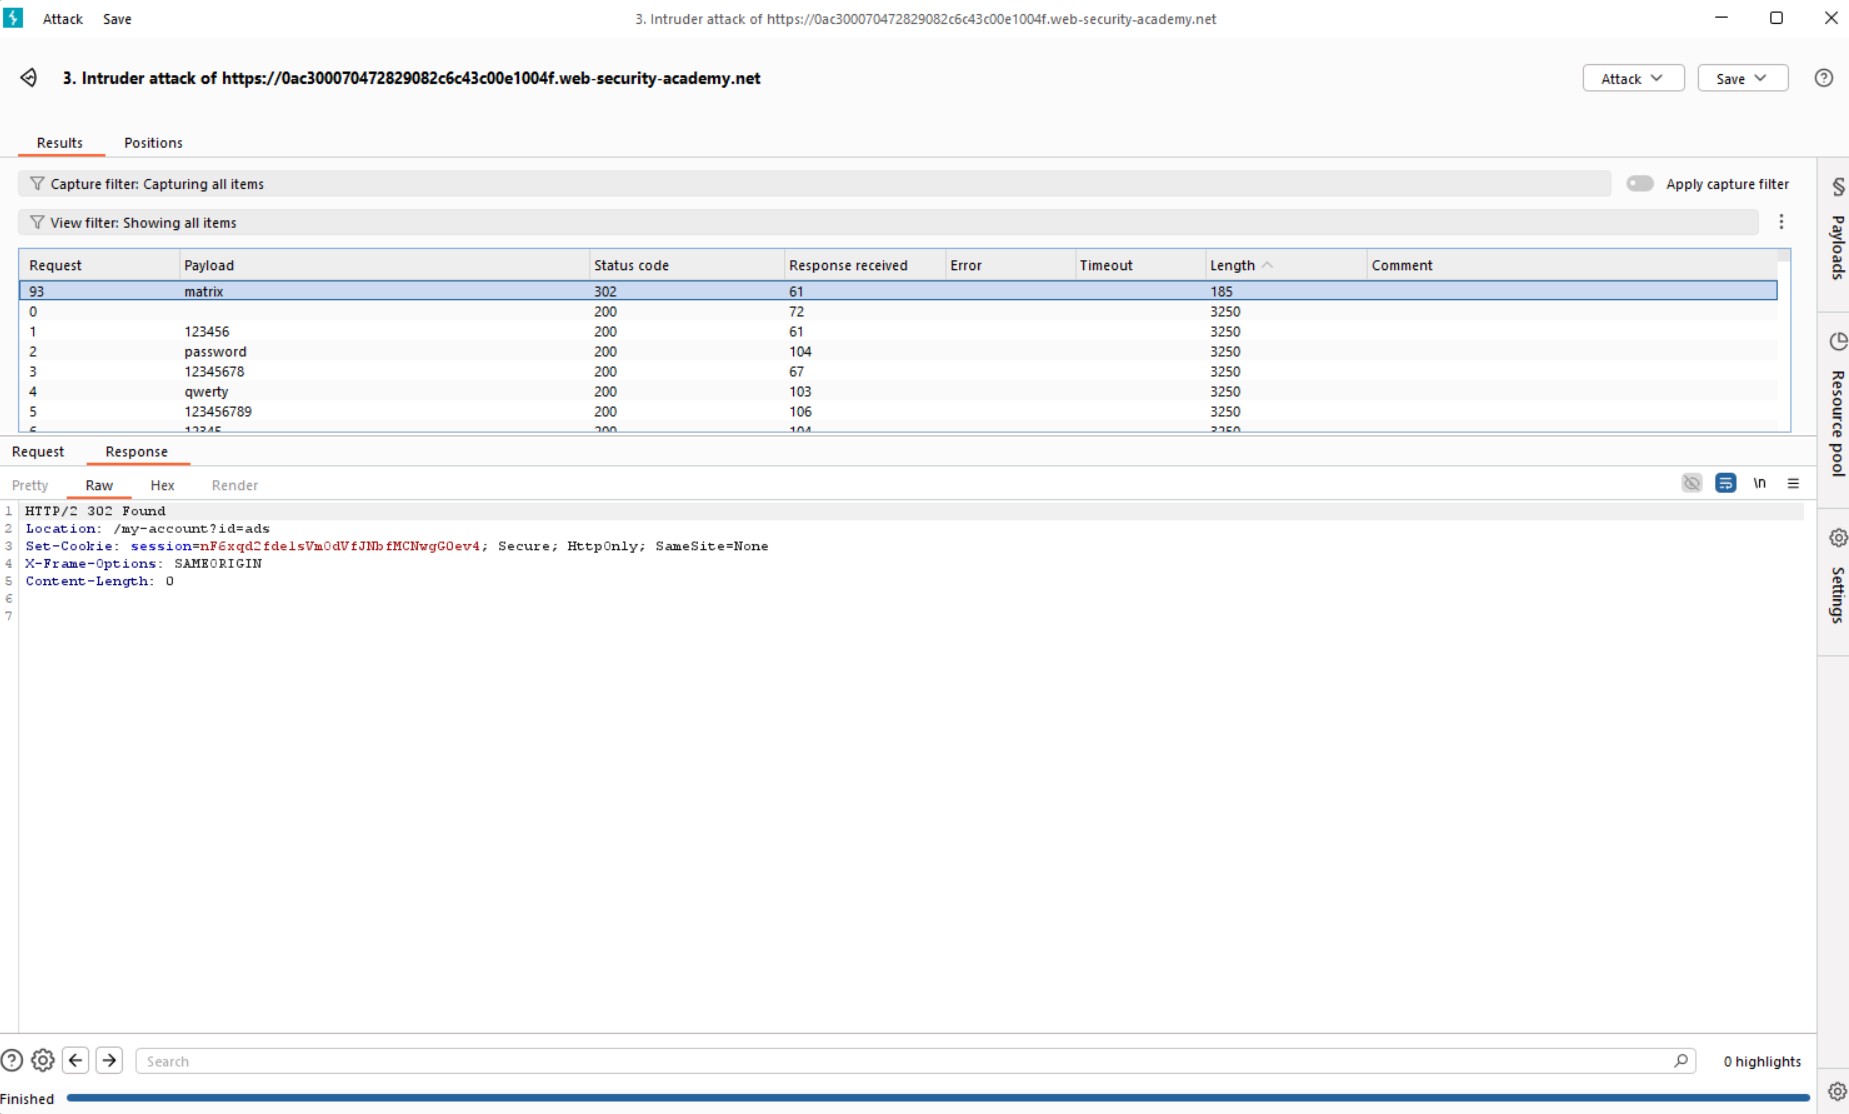 Attack Save 3. Intruder attack of https://0ac300070472829082c6c43c00e1004f.web-security-academy.net
3. Intruder attack of https://0ac300070472829082c6c43c00e1004f.web-security-academy.net Attack Save
Results Positions
Capture filter: Capturing all items Apply capture filter
View filter: Showing all items
Request Payload Status code Response received Error Timeout Length Comment
93 matrix 302 61 185
0 200 72 3250
1 123456 200 61 3250
2 password 200 104 3250
3 12345678 200 67 3250
4 qwerty 200 103 3250
5 123456789 200 106 3250
6 12345 200 104 3250
Request Response
Pretty Raw Hex Render \n
1 HTTP/2 302 Found
2 Location: /my-account?id=ads
3 Set-Cookie: session=nF6xqd2fdelsVm0dVfJNbfMCNwgG0ev4; Secure; HttpOnly; SameSite=None
4 X-Frame-Options: SAMEORIGIN
5 Content-Length: 0
6
7
Search 0 highlights
Finished
§ Payloads
Resource pool
Settings